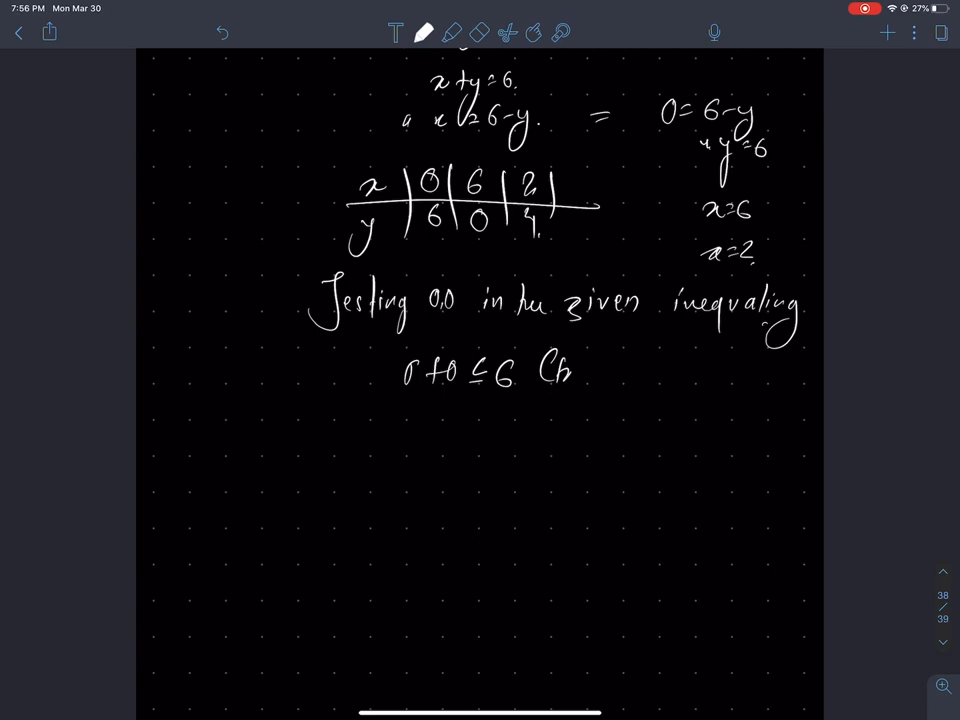 7:56 PM Mon Mar 30
27%
x + y = 6.
x = 6 - y. = 0 = 6 - y
y = 6
x | 0 | 6 | 2 |
y | 6 | 0 | 4.
x = 6
x = 2
Testing 0,0 in the given inequaling
0 + 0 ≤ 6
38
/
39